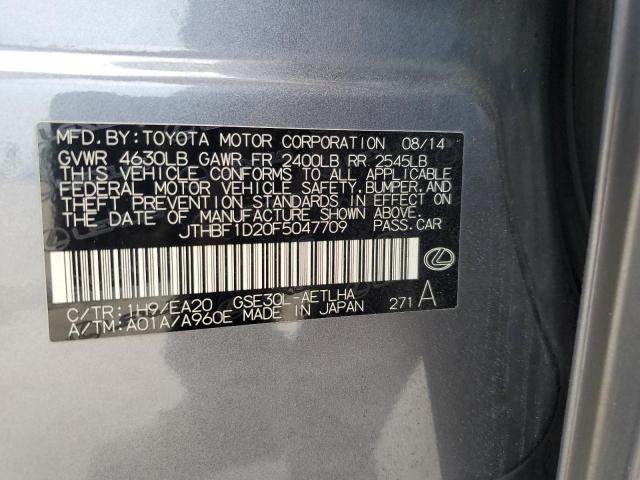 MFD. BY: TOYOTA MOTOR CORPORATION 08/14
GVWR 4630LB GAWR FR 2400LB RR 2545LB
THIS VEHICLE CONFORMS TO ALL APPLICABLE
FEDERAL MOTOR VEHICLE SAFETY, BUMPER, AND
THEFT PREVENTION STANDARDS IN EFFECT ON
THE DATE OF MANUFACTURE SHOWN ABOVE.
JTHBF1D20F5047709 PASS.CAR
C/TR: 1H9/EA20 GSE30L-AETLHA
A/TM: A01A/A960E MADE IN JAPAN 271 A